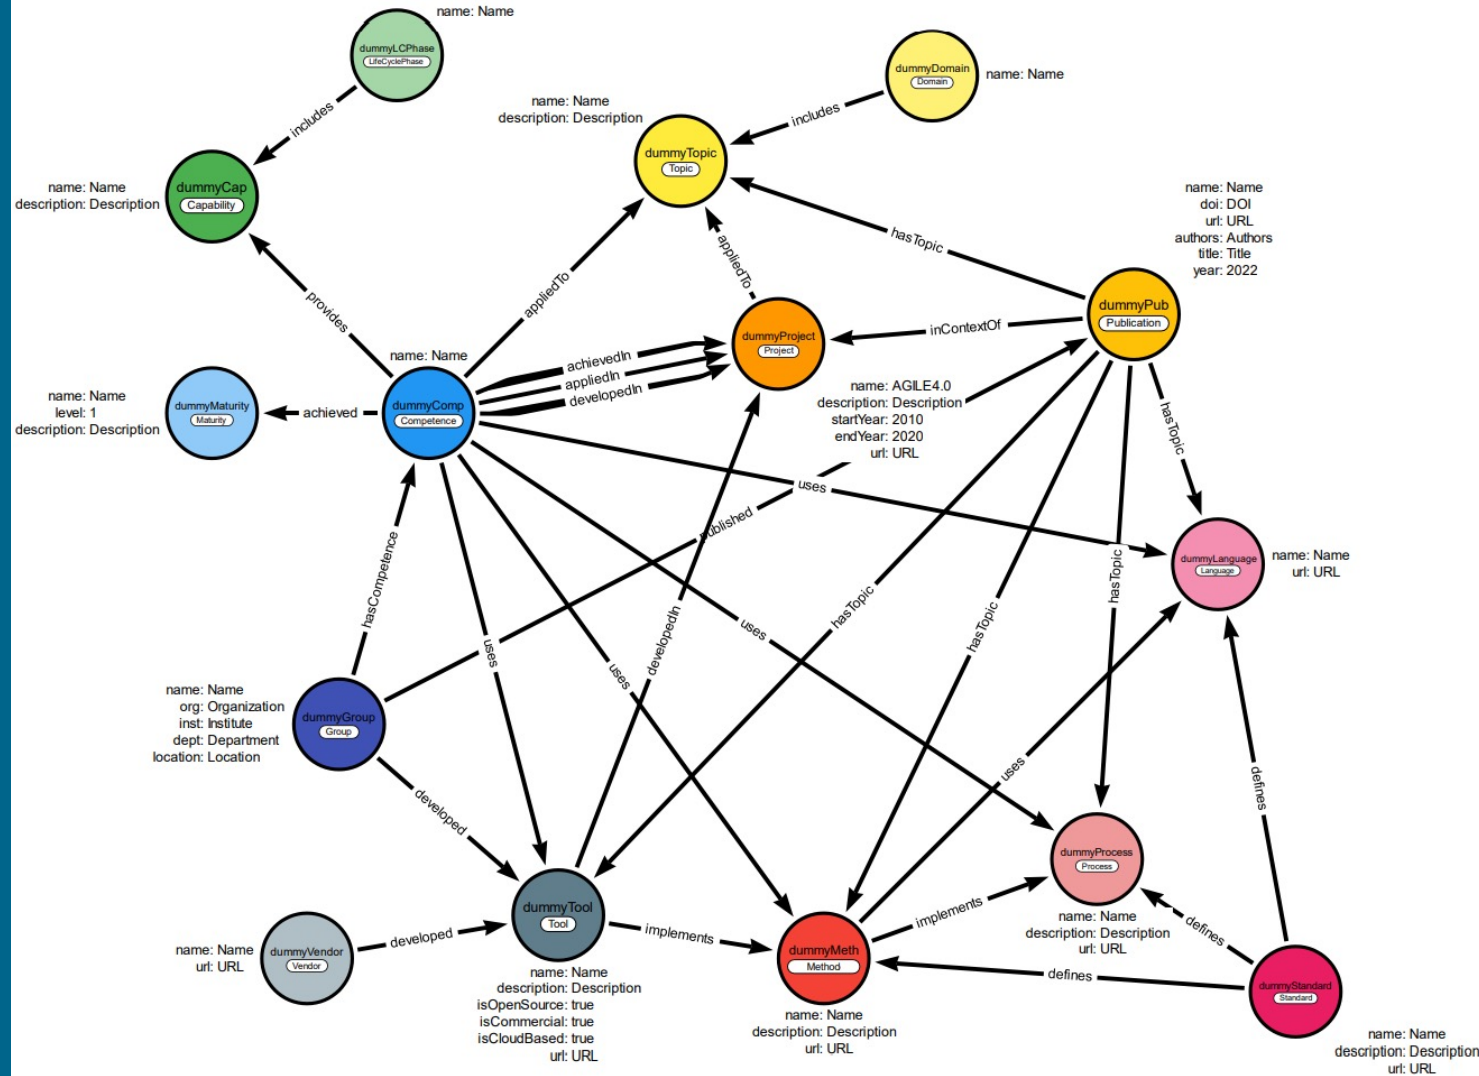 name: Name
dummyLCPhase
LifeCyclePhase
includes
dummyDomain
Domain
name: Name
includes
name: Name
description: Description
dummyTopic
Topic
name: Name
description: Description
dummyCap
Capability
name: Name
doi: DOI
url: URL
authors: Authors
title: Title
year: 2022
hasTopic
appliedTo
appliedTo
provides
dummyPub
Publication
inContextOf
dummyProject
Project
name: Name
achievedIn
appliedIn
developedIn
name: AGILE4.0
description: Description
startYear: 2010
endYear: 2020
url: URL
name: Name
level: 1
description: Description
dummyMaturity
Maturity
achieved
dummyComp
Competence
hasTopic
uses
published
hasCompetence
dummyLanguage
Language
name: Name
url: URL
hasTopic
hasTopic
hasTopic
developedIn
uses
uses
uses
name: Name
org: Organization
inst: Institute
dept: Department
location: Location
dummyGroup
Group
developed
uses
defines
dummyProcess
Process
name: Name
description: Description
url: URL
implements
defines
dummyTool
Tool
name: Name
url: URL
dummyVendor
Vendor
developed
implements
dummyMeth
Method
defines
dummyStandard
Standard
name: Name
description: Description
isOpenSource: true
isCommercial: true
isCloudBased: true
url: URL
name: Name
description: Description
url: URL
name: Name
description: Description
url: URL